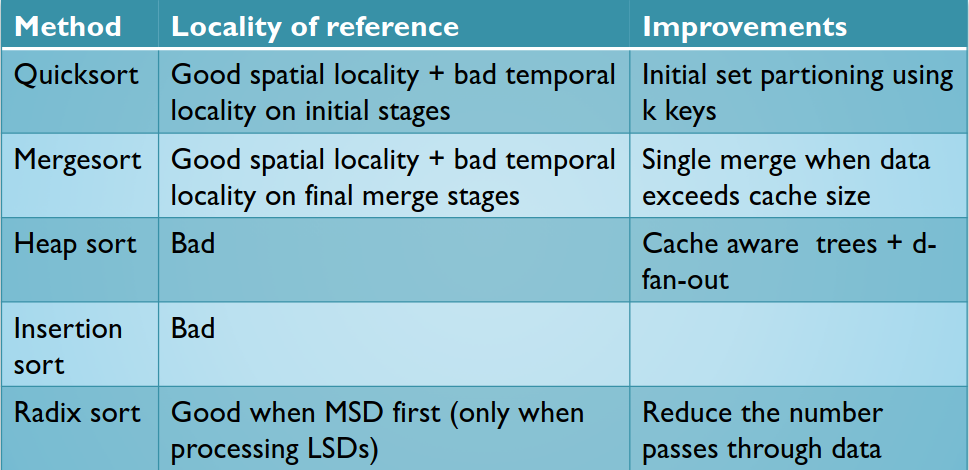 Method Locality of reference Improvements
Quicksort Good spatial locality + bad temporal Initial set partioning using
locality on initial stages k keys
Mergesort Good spatial locality + bad temporal Single merge when data
locality on final merge stages exceeds cache size
Heap sort Bad Cache aware trees + d-
fan-out
Insertion Bad
sort
Radix sort Good when MSD first (only when Reduce the number
processing LSDs) passes through data